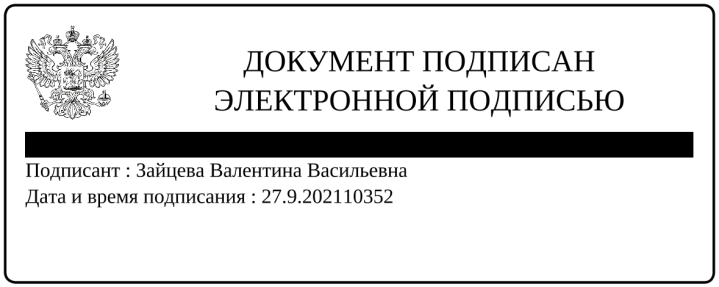 ДОКУМЕНТ ПОДПИСАН
ЭЛЕКТРОННОЙ ПОДПИСЬЮ
Подписант : Зайцева Валентина Васильевна
Дата и время подписания : 27.9.202110352